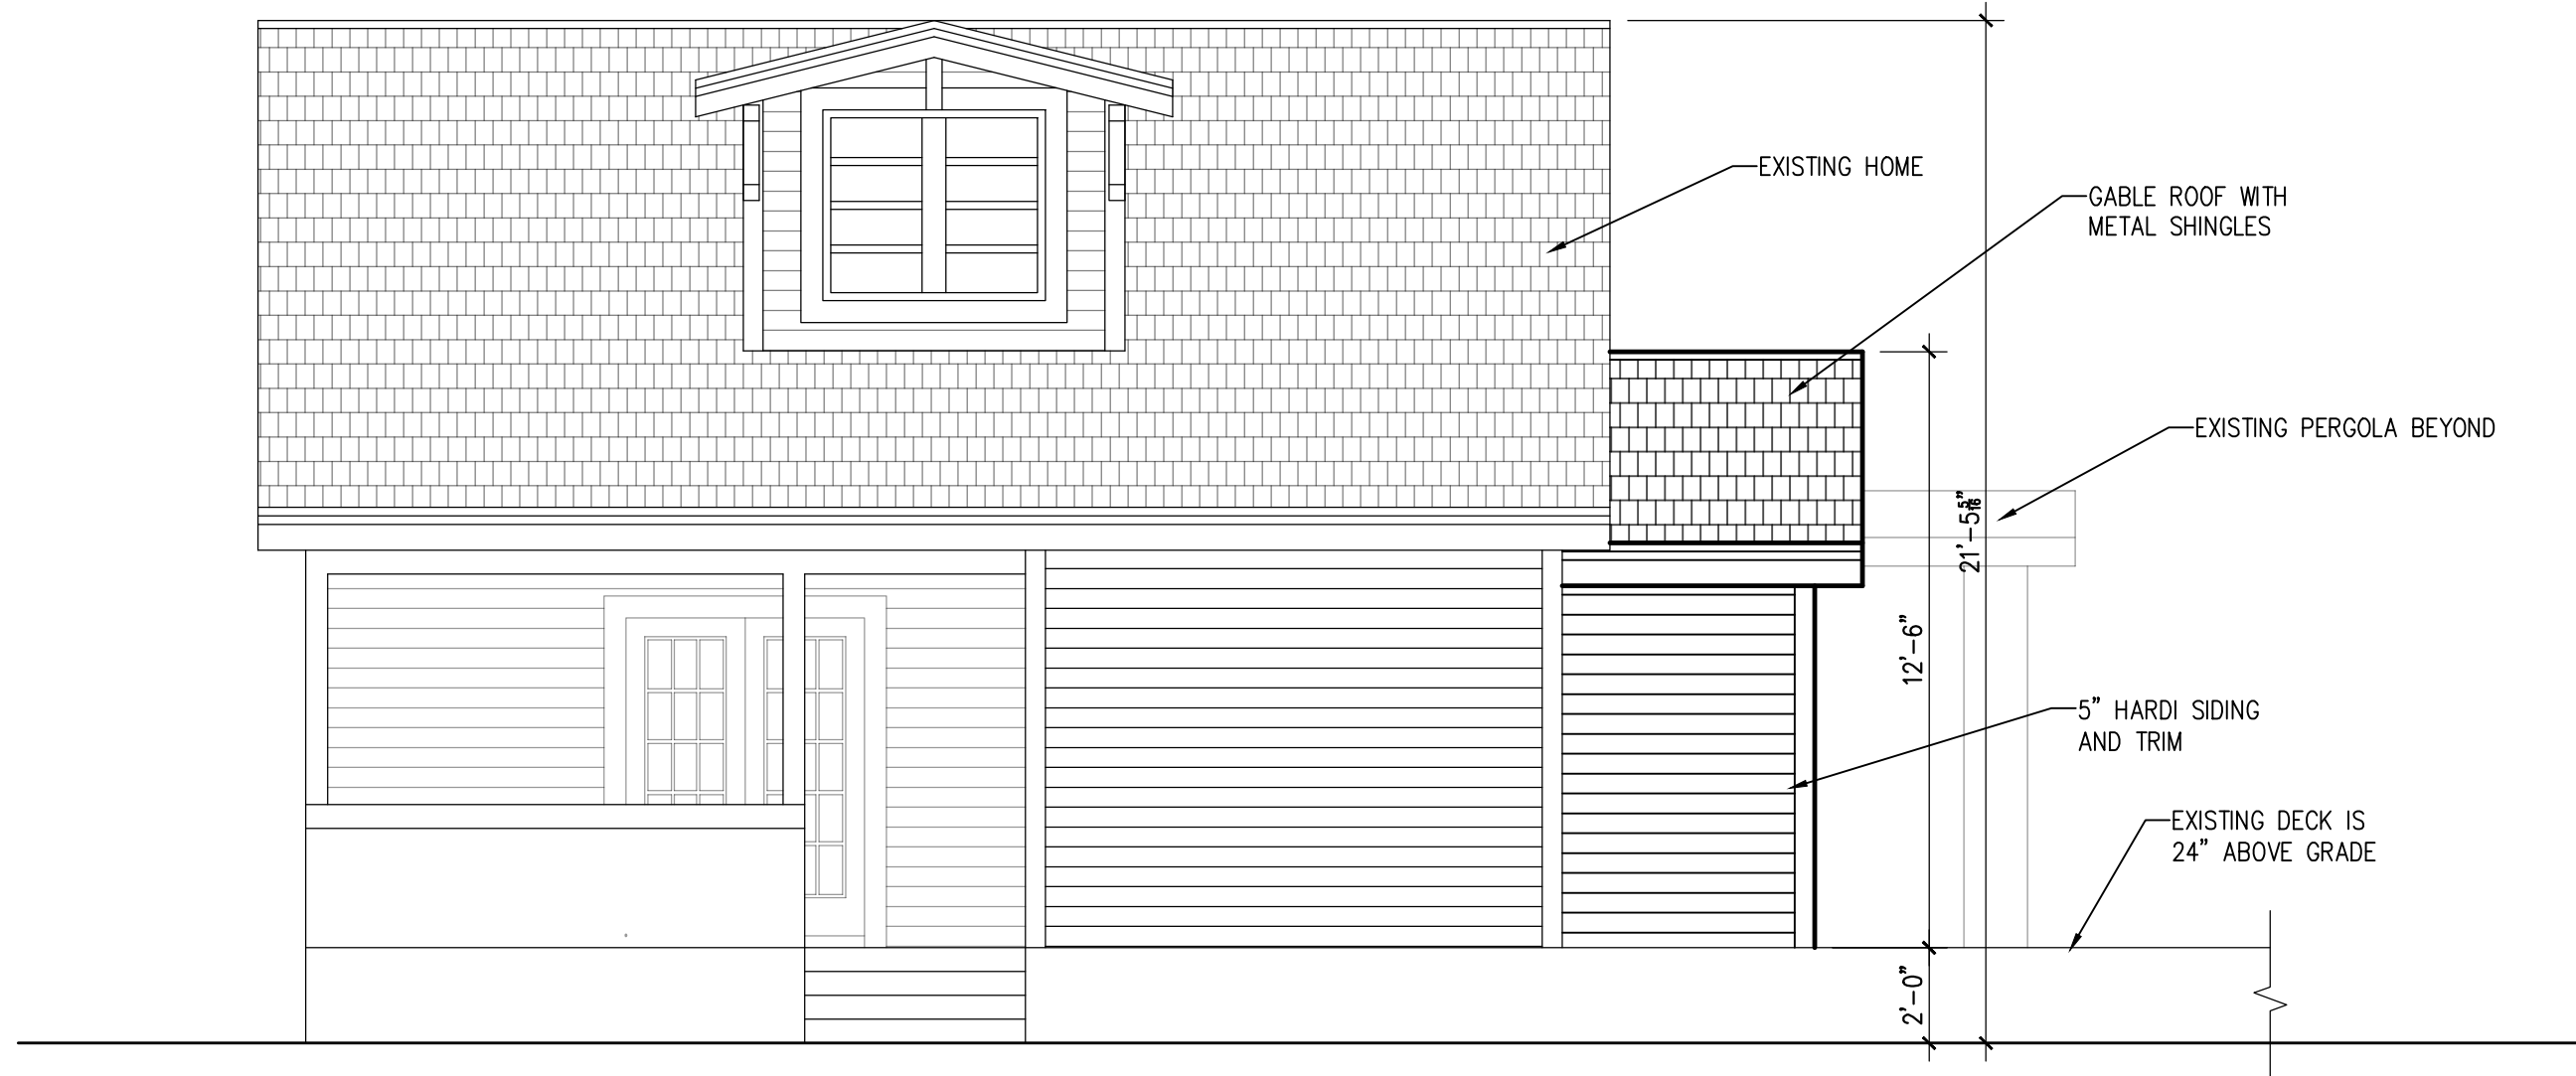 EXISTING HOME
GABLE ROOF WITH
METAL SHINGLES
EXISTING PERGOLA BEYOND
21'-5 5/16"
12'-6"
5" HARDI SIDING
AND TRIM
EXISTING DECK IS
24" ABOVE GRADE
2'-0"